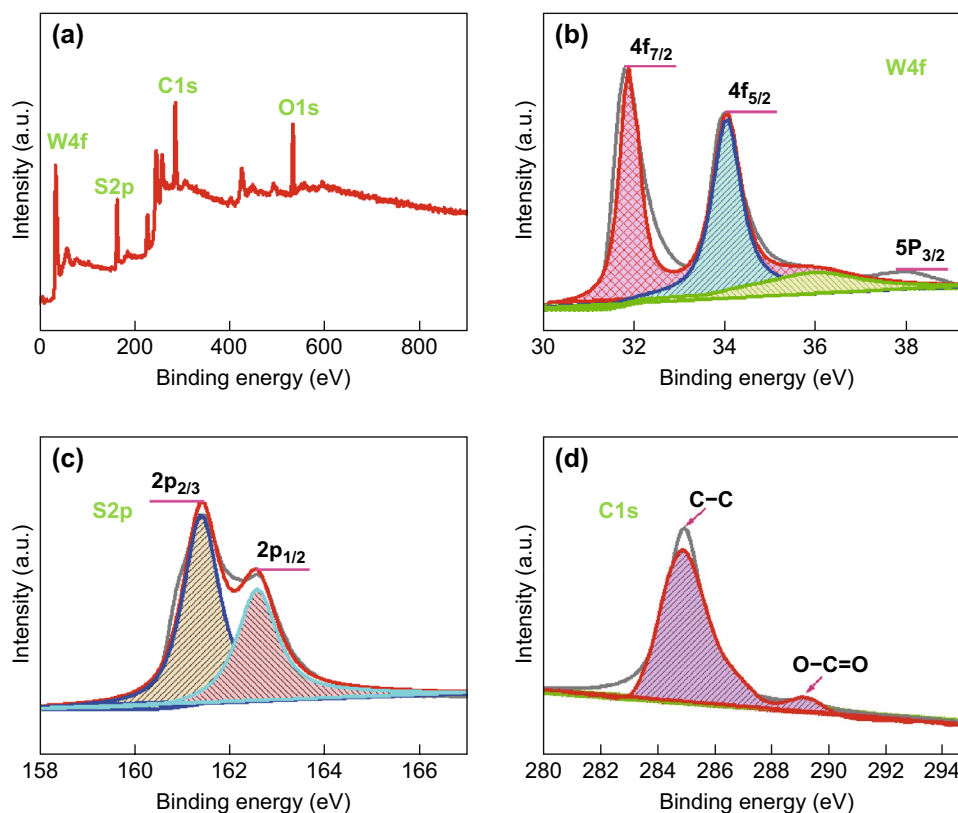 (a)
W4f
S2p
C1s
O1s
Intensity (a.u.)
0 200 400 600 800
Binding energy (eV)
(b)
4f7/2
4f5/2
W4f
5P3/2
Intensity (a.u.)
30 32 34 36 38
Binding energy (eV)
(c)
S2p
2p2/3
2p1/2
Intensity (a.u.)
158 160 162 164 166
Binding energy (eV)
(d)
C1s
C−C
O−C=O
Intensity (a.u.)
280 282 284 286 288 290 292 294
Binding energy (eV)